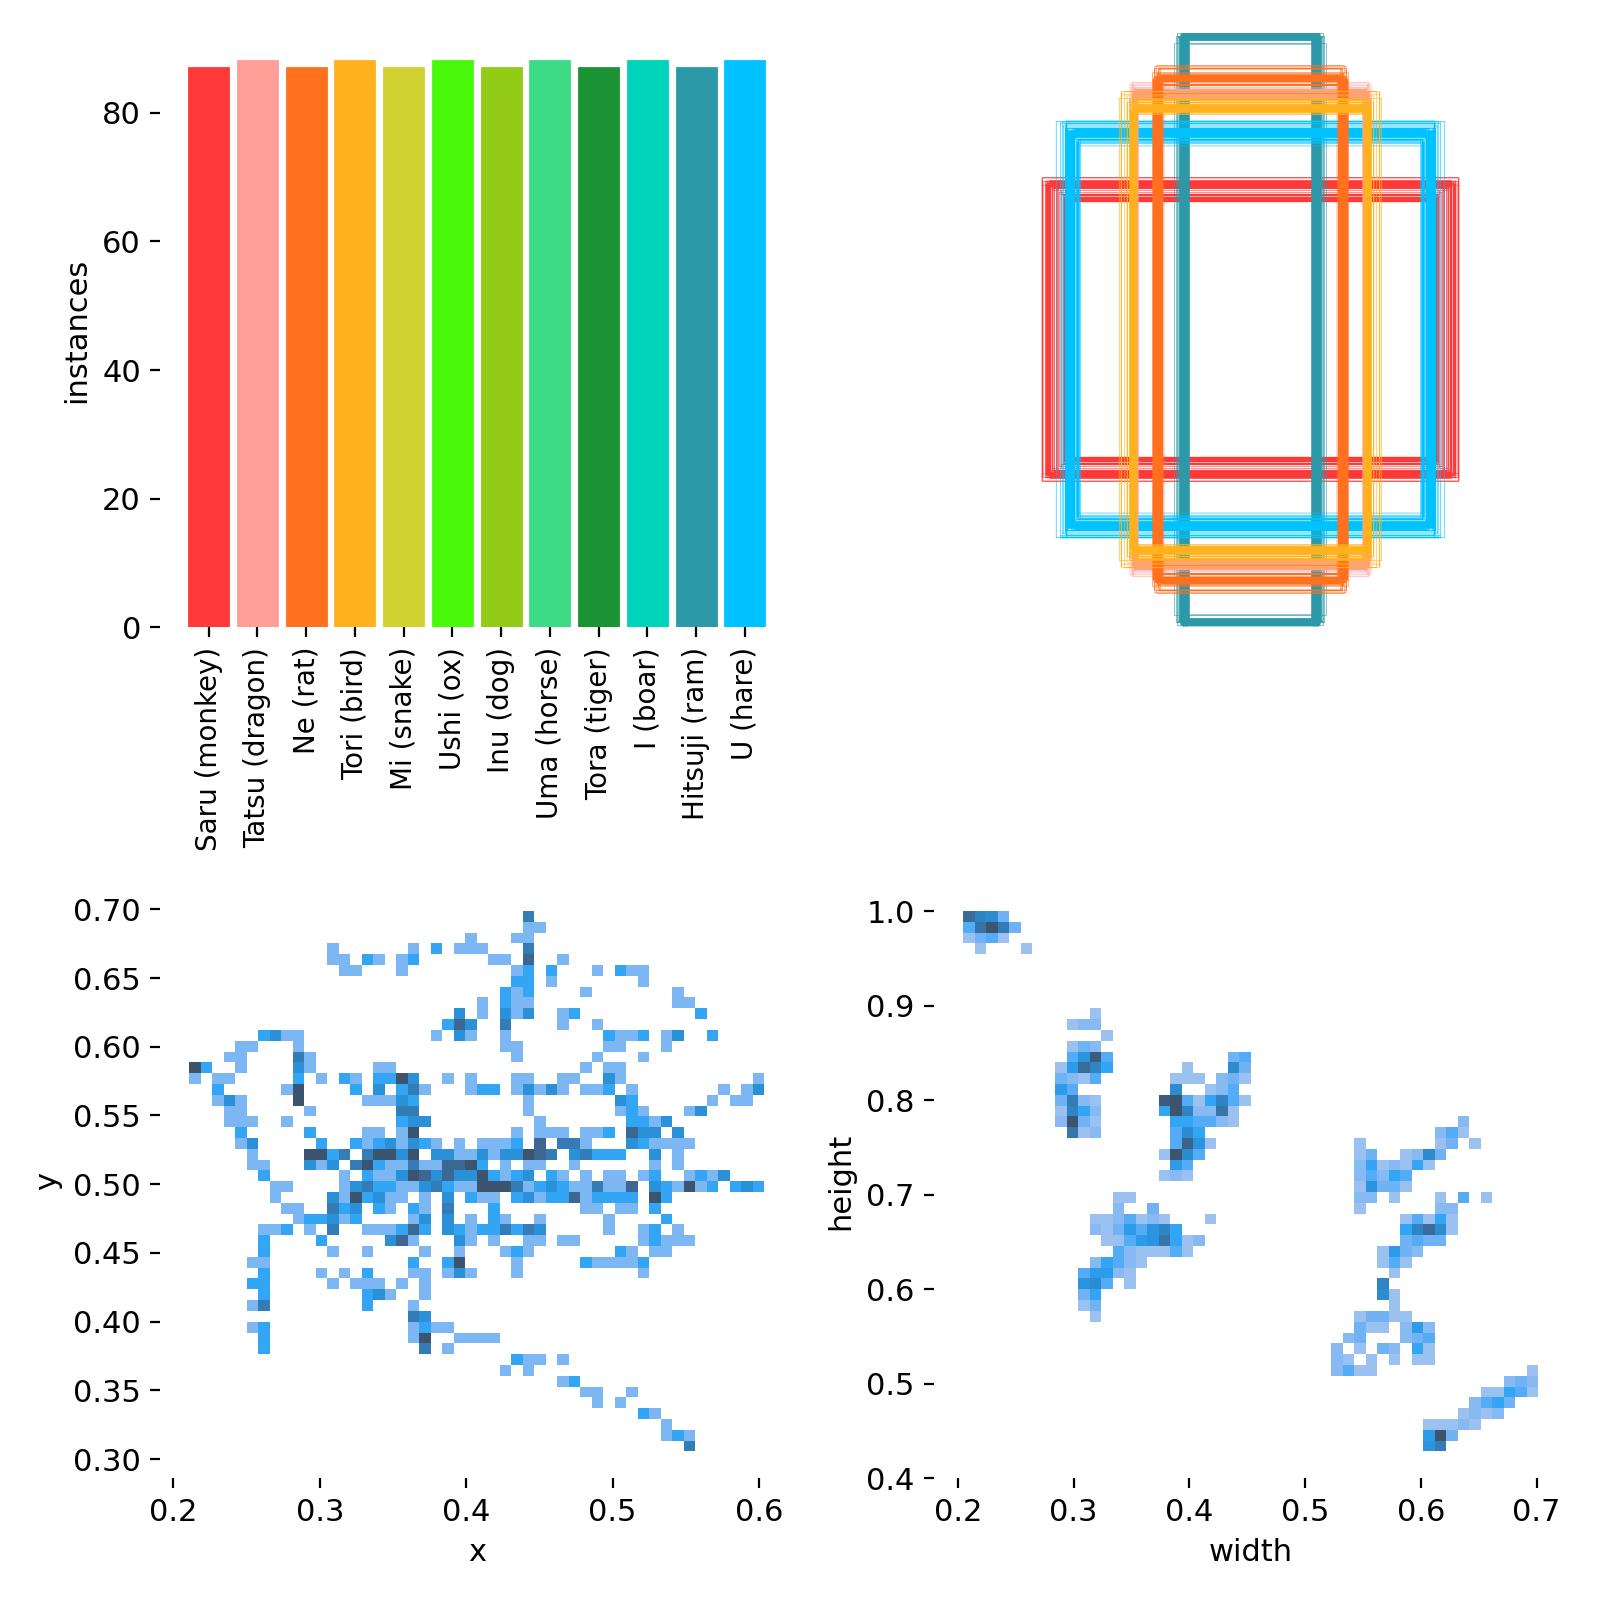 instances
80
60
40
20
0
Saru (monkey)
Tatsu (dragon)
Ne (rat)
Tori (bird)
Mi (snake)
Ushi (ox)
Inu (dog)
Uma (horse)
Tora (tiger)
I (boar)
Hitsuji (ram)
U (hare)
y
0.70
0.65
0.60
0.55
0.50
0.45
0.40
0.35
0.30
0.2 0.3 0.4 0.5 0.6
x
height
1.0
0.9
0.8
0.7
0.6
0.5
0.4
0.2 0.3 0.4 0.5 0.6 0.7
width